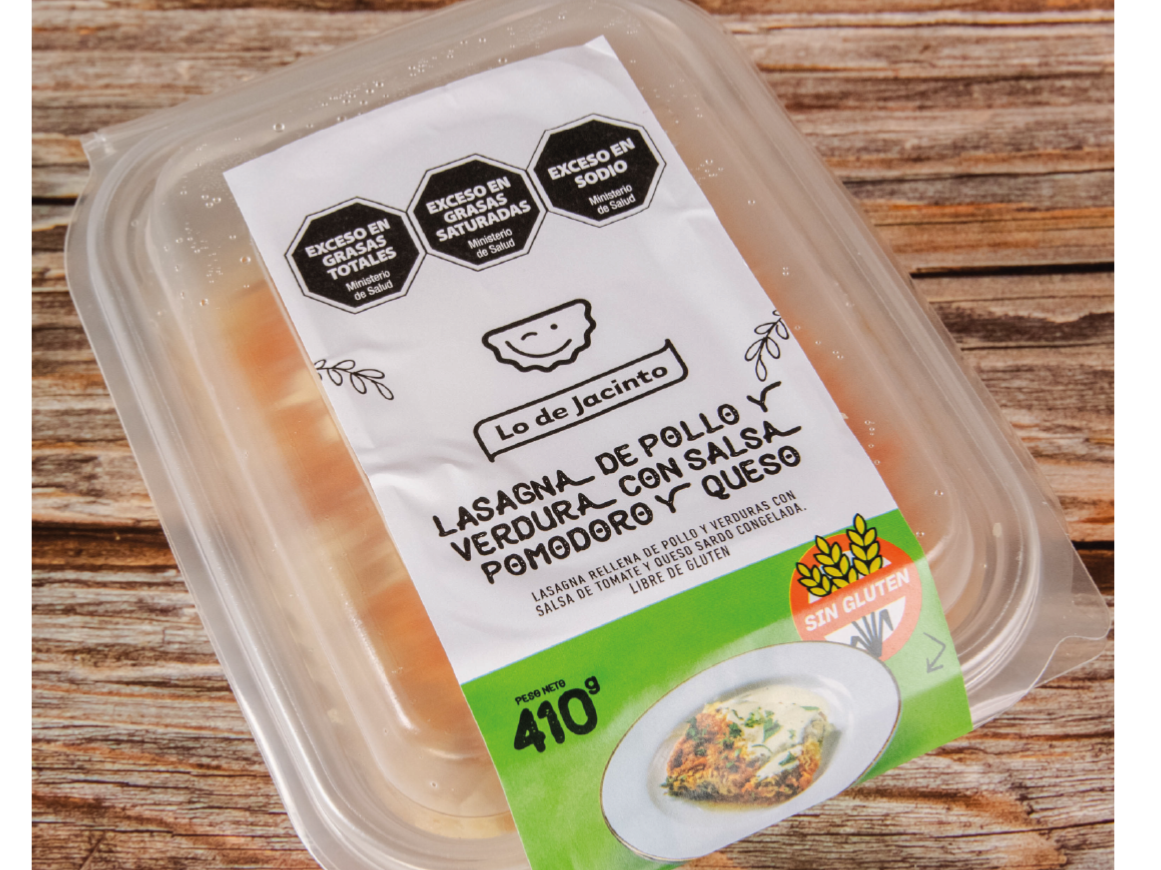 EXCESO EN
GRASAS
TOTALES
Ministerio
de Salud
EXCESO EN
GRASAS
SATURADAS
Ministerio
de Salud
EXCESO EN
SODIO
Ministerio
de Salud
Lo de Jacinto
LASAGNA DE POLLO Y
VERDURA CON SALSA
POMODORO Y QUESO
LASAGNA RELLENA DE POLLO Y VERDURAS CON
SALSA DE TOMATE Y QUESO SARDO CONGELADA.
LIBRE DE GLUTEN
SIN GLUTEN
PESO NETO
410g